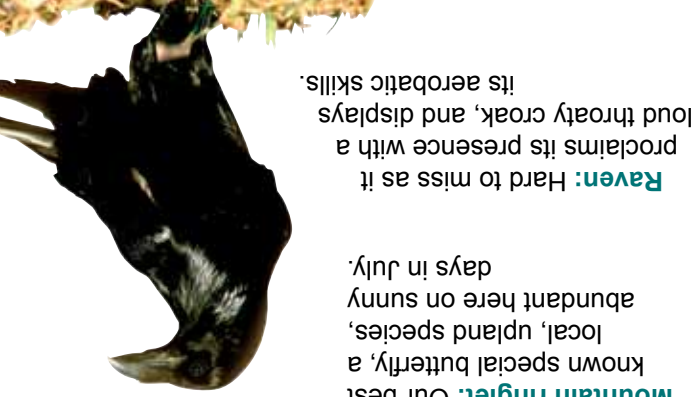 Mountain ringlet: Our best
known special butterfly, a
local, upland species,
abundant here on sunny
days in July.
Raven: Hard to miss as it
proclaims its presence with a
loud throaty croak, and displays
its aerobatic skills.